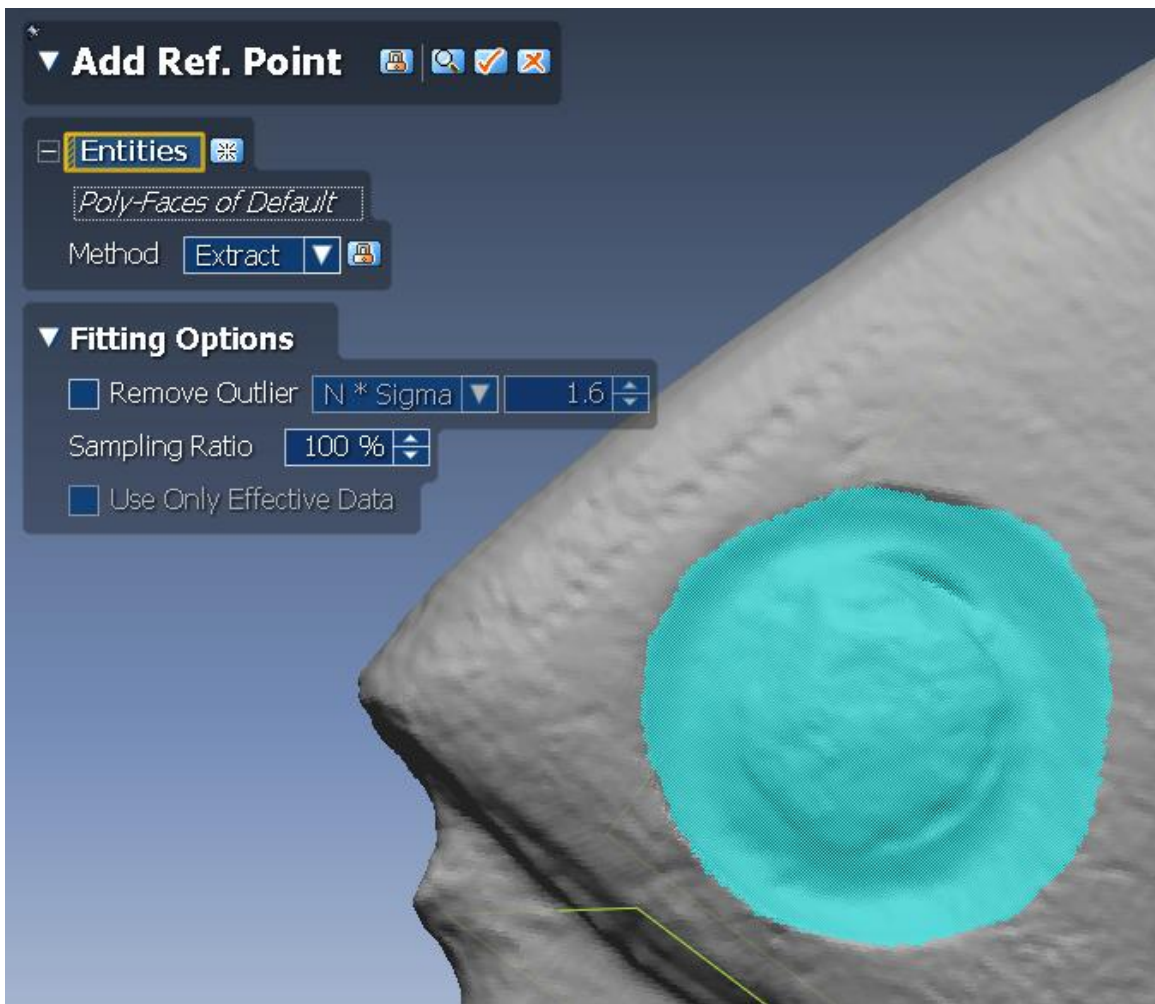 Add Ref. Point
Entities
Poly-Faces of Default
Method Extract
Fitting Options
Remove Outlier N * Sigma 1.6
Sampling Ratio 100 %
Use Only Effective Data